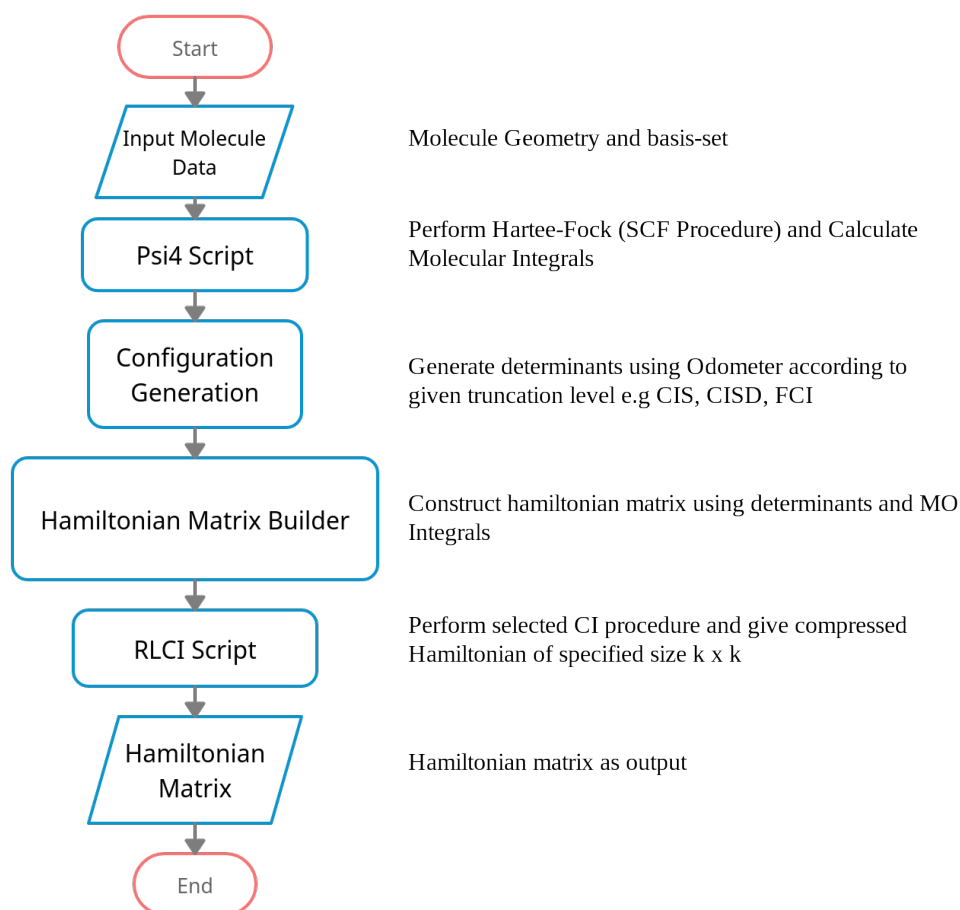 Start
Input Molecule
Data
Molecule Geometry and basis-set
Psi4 Script
Perform Hartee-Fock (SCF Procedure) and Calculate
Molecular Integrals
Configuration
Generation
Generate determinants using Odometer according to
given truncation level e.g CIS, CISD, FCI
Hamiltonian Matrix Builder
Construct hamiltonian matrix using determinants and MO
Integrals
RLCI Script
Perform selected CI procedure and give compressed
Hamiltonian of specified size k x k
Hamiltonian
Matrix
Hamiltonian matrix as output
End